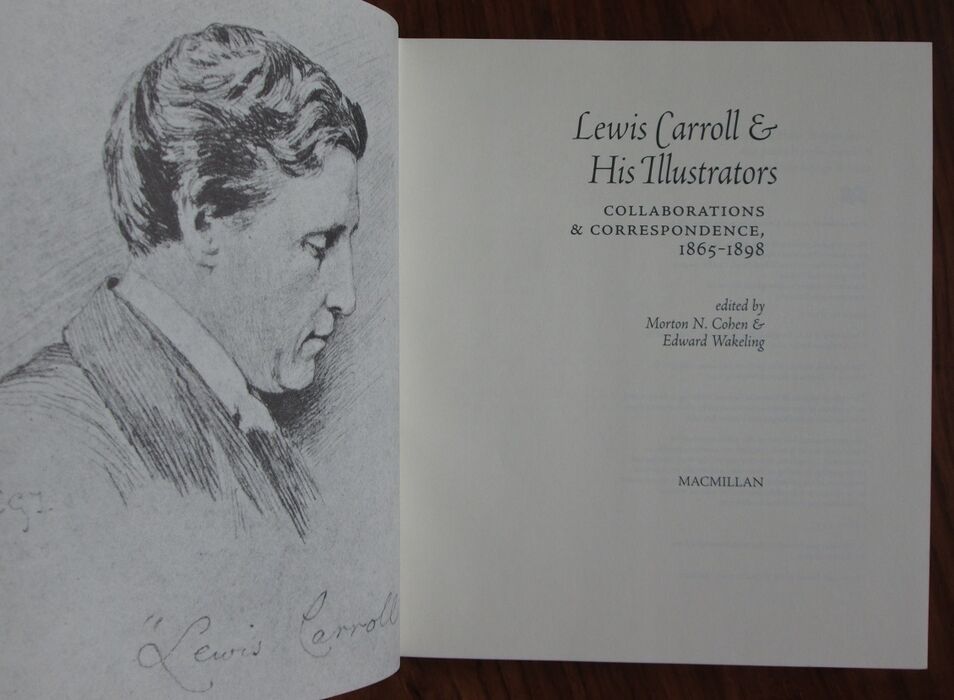 "Lewis Carroll
Lewis Carroll &
His Illustrators
COLLABORATIONS
& CORRESPONDENCE,
1865-1898
edited by
Morton N. Cohen &
Edward Wakeling
MACMILLAN